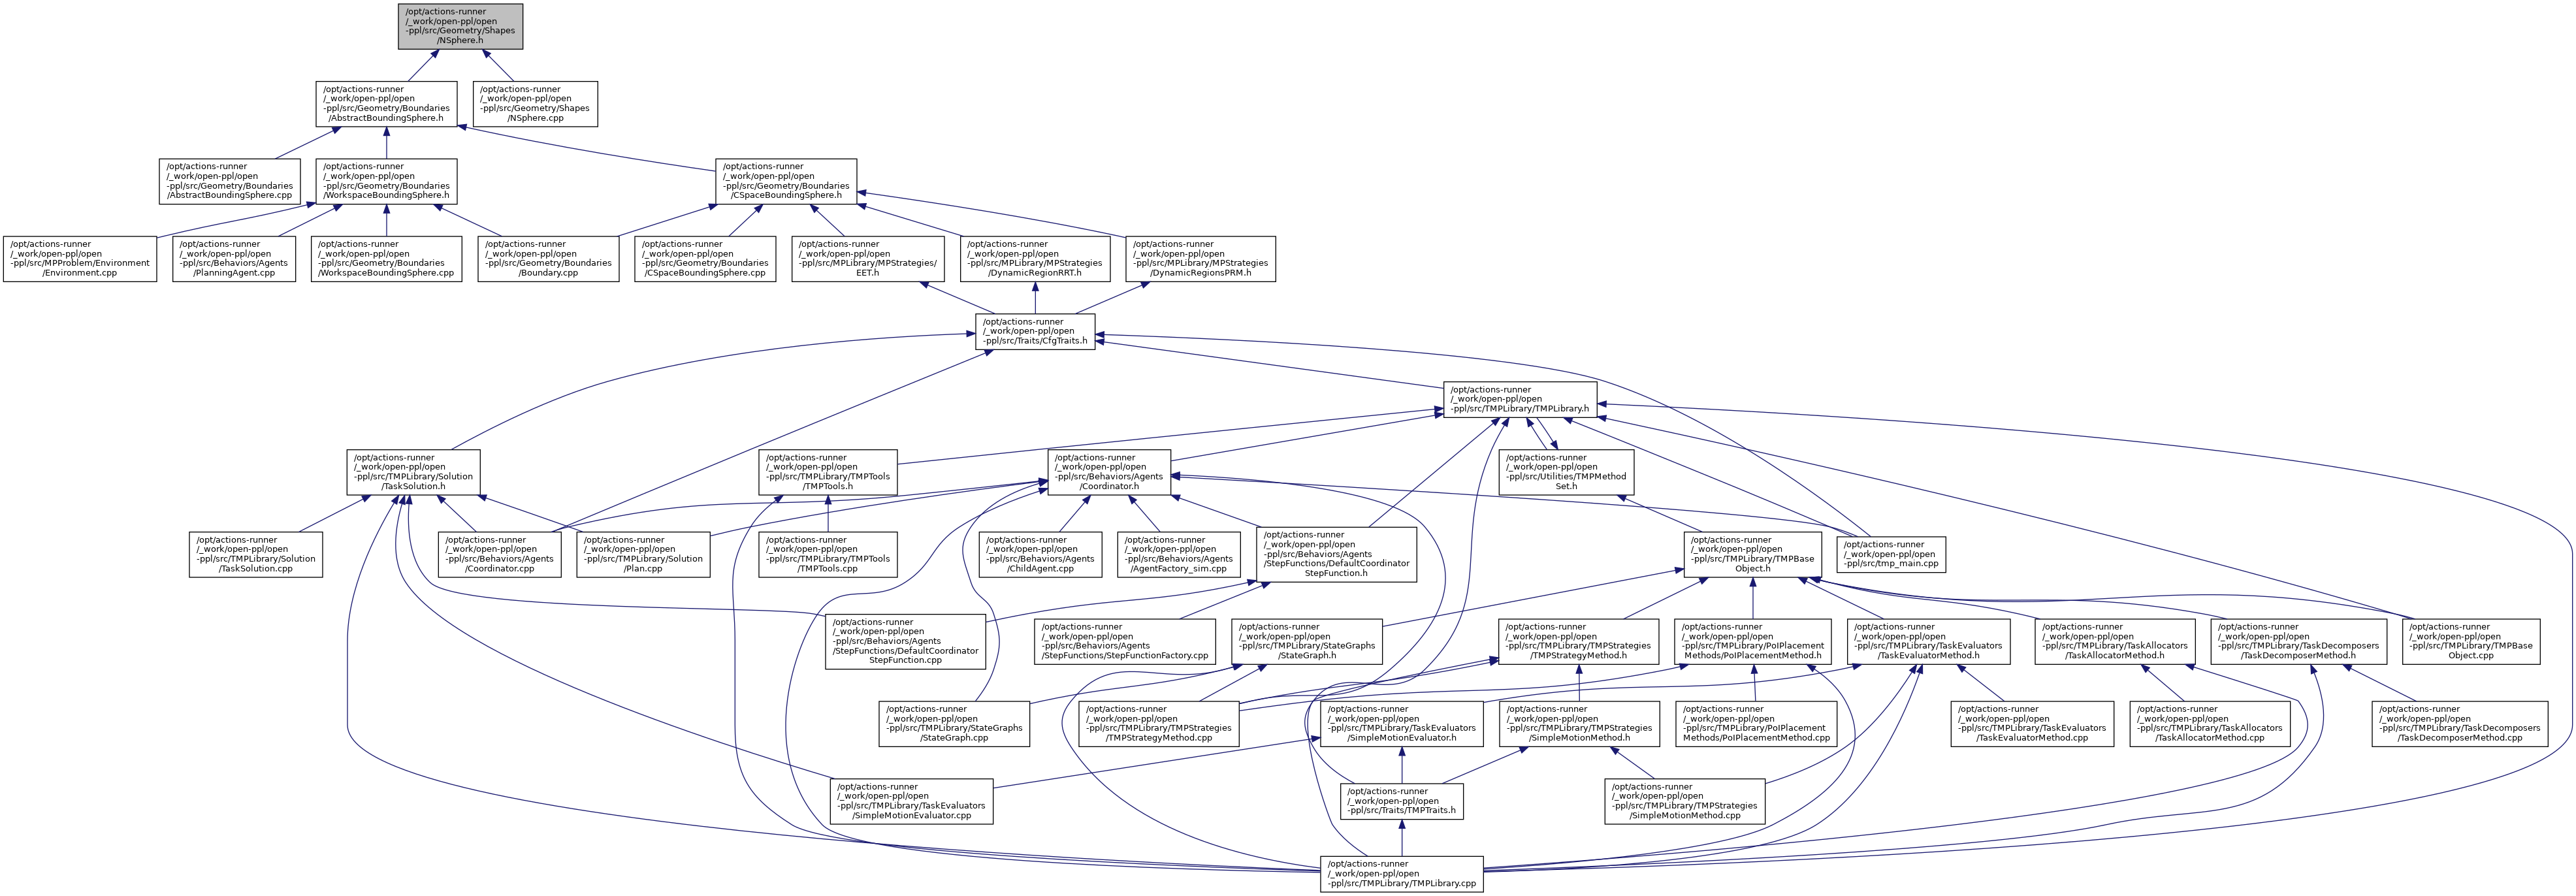 /opt/actions-runner
/_work/open-ppl/open
-ppl/src/Geometry/Shapes
/NSphere.h
/opt/actions-runner
/_work/open-ppl/open
-ppl/src/Geometry/Boundaries
/AbstractBoundingSphere.h
/opt/actions-runner
/_work/open-ppl/open
-ppl/src/Geometry/Shapes
/NSphere.cpp
/opt/actions-runner
/_work/open-ppl/open
-ppl/src/Geometry/Boundaries
/AbstractBoundingSphere.cpp
/opt/actions-runner
/_work/open-ppl/open
-ppl/src/Geometry/Boundaries
/WorkspaceBoundingSphere.h
/opt/actions-runner
/_work/open-ppl/open
-ppl/src/Geometry/Boundaries
/CSpaceBoundingSphere.h
/opt/actions-runner
/_work/open-ppl/open
-ppl/src/MPProblem/Environment
/Environment.cpp
/opt/actions-runner
/_work/open-ppl/open
-ppl/src/Behaviors/Agents
/PlanningAgent.cpp
/opt/actions-runner
/_work/open-ppl/open
-ppl/src/Geometry/Boundaries
/WorkspaceBoundingSphere.cpp
/opt/actions-runner
/_work/open-ppl/open
-ppl/src/Geometry/Boundaries
/Boundary.cpp
/opt/actions-runner
/_work/open-ppl/open
-ppl/src/Geometry/Boundaries
/CSpaceBoundingSphere.cpp
/opt/actions-runner
/_work/open-ppl/open
-ppl/src/MPLibrary/MPStrategies/
EET.h
/opt/actions-runner
/_work/open-ppl/open
-ppl/src/MPLibrary/MPStrategies
/DynamicRegionRRT.h
/opt/actions-runner
/_work/open-ppl/open
-ppl/src/MPLibrary/MPStrategies
/DynamicRegionsPRM.h
/opt/actions-runner
/_work/open-ppl/open
-ppl/src/Traits/CfgTraits.h
/opt/actions-runner
/_work/open-ppl/open
-ppl/src/TMPLibrary/TMPLibrary.h
/opt/actions-runner
/_work/open-ppl/open
-ppl/src/TMPLibrary/Solution
/TaskSolution.h
/opt/actions-runner
/_work/open-ppl/open
-ppl/src/TMPLibrary/TMPTools
/TMPTools.h
/opt/actions-runner
/_work/open-ppl/open
-ppl/src/Behaviors/Agents
/Coordinator.h
/opt/actions-runner
/_work/open-ppl/open
-ppl/src/Utilities/TMPMethod
Set.h
/opt/actions-runner
/_work/open-ppl/open
-ppl/src/TMPLibrary/Solution
/TaskSolution.cpp
/opt/actions-runner
/_work/open-ppl/open
-ppl/src/Behaviors/Agents
/Coordinator.cpp
/opt/actions-runner
/_work/open-ppl/open
-ppl/src/TMPLibrary/Solution
/Plan.cpp
/opt/actions-runner
/_work/open-ppl/open
-ppl/src/TMPLibrary/TMPTools
/TMPTools.cpp
/opt/actions-runner
/_work/open-ppl/open
-ppl/src/Behaviors/Agents
/ChildAgent.cpp
/opt/actions-runner
/_work/open-ppl/open
-ppl/src/Behaviors/Agents
/AgentFactory_sim.cpp
/opt/actions-runner
/_work/open-ppl/open
-ppl/src/Behaviors/Agents
/StepFunctions/DefaultCoordinator
StepFunction.h
/opt/actions-runner
/_work/open-ppl/open
-ppl/src/TMPLibrary/TMPBase
Object.h
/opt/actions-runner
/_work/open-ppl/open
-ppl/src/tmp_main.cpp
/opt/actions-runner
/_work/open-ppl/open
-ppl/src/Behaviors/Agents
/StepFunctions/DefaultCoordinator
StepFunction.cpp
/opt/actions-runner
/_work/open-ppl/open
-ppl/src/Behaviors/Agents
/StepFunctions/StepFunctionFactory.cpp
/opt/actions-runner
/_work/open-ppl/open
-ppl/src/TMPLibrary/StateGraphs
/StateGraph.h
/opt/actions-runner
/_work/open-ppl/open
-ppl/src/TMPLibrary/TMPStrategies
/TMPStrategyMethod.h
/opt/actions-runner
/_work/open-ppl/open
-ppl/src/TMPLibrary/PoIPlacement
Methods/PoIPlacementMethod.h
/opt/actions-runner
/_work/open-ppl/open
-ppl/src/TMPLibrary/TaskEvaluators
/TaskEvaluatorMethod.h
/opt/actions-runner
/_work/open-ppl/open
-ppl/src/TMPLibrary/TaskAllocators
/TaskAllocatorMethod.h
/opt/actions-runner
/_work/open-ppl/open
-ppl/src/TMPLibrary/TaskDecomposers
/TaskDecomposerMethod.h
/opt/actions-runner
/_work/open-ppl/open
-ppl/src/TMPLibrary/TMPBase
Object.cpp
/opt/actions-runner
/_work/open-ppl/open
-ppl/src/TMPLibrary/StateGraphs
/StateGraph.cpp
/opt/actions-runner
/_work/open-ppl/open
-ppl/src/TMPLibrary/TMPStrategies
/TMPStrategyMethod.cpp
/opt/actions-runner
/_work/open-ppl/open
-ppl/src/TMPLibrary/TaskEvaluators
/SimpleMotionEvaluator.h
/opt/actions-runner
/_work/open-ppl/open
-ppl/src/TMPLibrary/TMPStrategies
/SimpleMotionMethod.h
/opt/actions-runner
/_work/open-ppl/open
-ppl/src/TMPLibrary/PoIPlacement
Methods/PoIPlacementMethod.cpp
/opt/actions-runner
/_work/open-ppl/open
-ppl/src/TMPLibrary/TaskEvaluators
/TaskEvaluatorMethod.cpp
/opt/actions-runner
/_work/open-ppl/open
-ppl/src/TMPLibrary/TaskAllocators
/TaskAllocatorMethod.cpp
/opt/actions-runner
/_work/open-ppl/open
-ppl/src/TMPLibrary/TaskDecomposers
/TaskDecomposerMethod.cpp
/opt/actions-runner
/_work/open-ppl/open
-ppl/src/TMPLibrary/TaskEvaluators
/SimpleMotionEvaluator.cpp
/opt/actions-runner
/_work/open-ppl/open
-ppl/src/Traits/TMPTraits.h
/opt/actions-runner
/_work/open-ppl/open
-ppl/src/TMPLibrary/TMPStrategies
/SimpleMotionMethod.cpp
/opt/actions-runner
/_work/open-ppl/open
-ppl/src/TMPLibrary/TMPLibrary.cpp